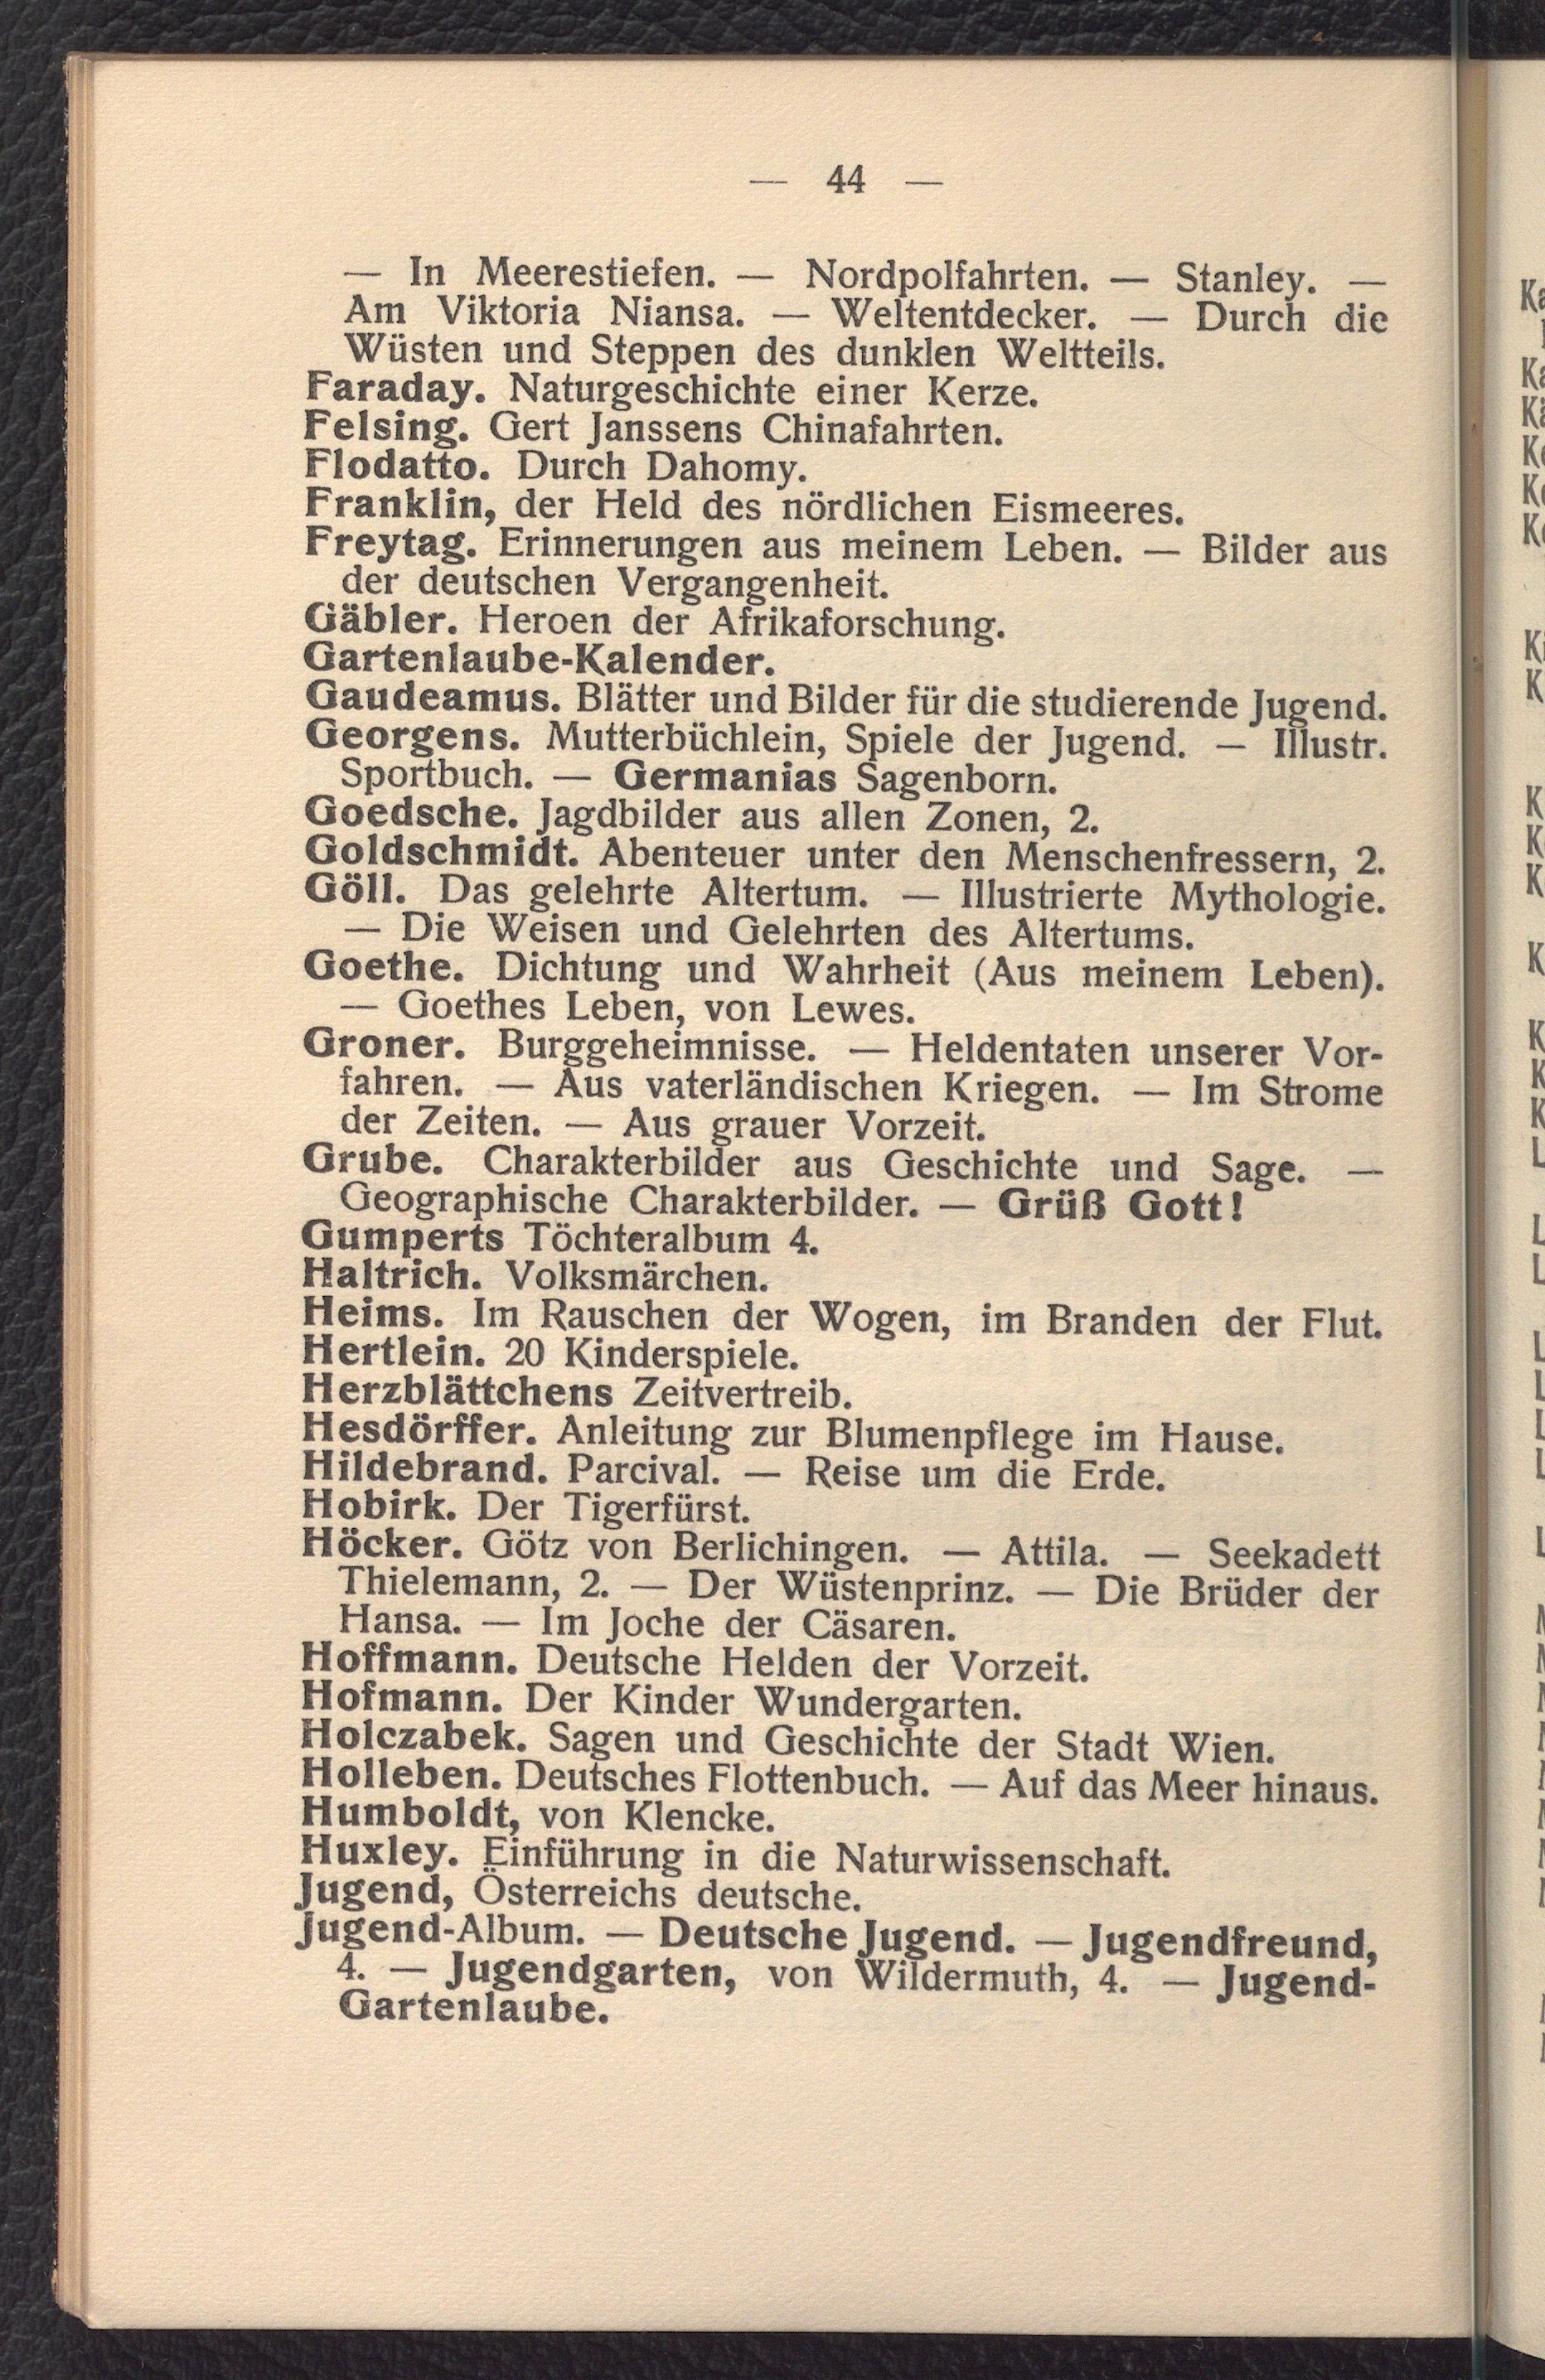 — 44 —
— In Meerestiefen. — Nordpolfahrten. — Stanley. —
Am Viktoria Niansa. — Weltentdecker. — Durch die
Wüsten und Steppen des dunklen Weltteils.
Faraday. Naturgeschichte einer Kerze.
Felsing. Gert Janssens Chinafahrten.
Flodatto. Durch Dahomy.
Franklin, der Held des nördlichen Eismeeres.
Freytag. Erinnerungen aus meinem Leben. — Bilder aus
der deutschen Vergangenheit.
Gäbler. Heroen der Afrikaforschung.
Gartenlaube-Kalender.
Gaudeamus. Blätter und Bilder für die studierende Jugend.
Georgens. Mutterbüchlein, Spiele der Jugend. — Illustr.
Sportbuch. — Germanias Sagenborn.
Goedsche. Jagdbilder aus allen Zonen, 2.
Goldschmidt. Abenteuer unter den Menschenfressern, 2.
Göll. Das gelehrte Altertum. — Illustrierte Mythologie.
— Die Weisen und Gelehrten des Altertums.
Goethe. Dichtung und Wahrheit (Aus meinem Leben).
— Goethes Leben, von Lewes.
Groner. Burggeheimnisse. — Heldentaten unserer Vor-
fahren. — Aus vaterländischen Kriegen. — Im Strome
der Zeiten. — Aus grauer Vorzeit.
Grube. Charakterbilder aus Geschichte und Sage. —
Geographische Charakterbilder. — Grüß Gott!
Gumperts Töchteralbum 4.
Haltrich. Volksmärchen.
Heims. Im Rauschen der Wogen, im Branden der Flut.
Hertlein. 20 Kinderspiele.
Herzblättchens Zeitvertreib.
Hesdörffer. Anleitung zur Blumenpflege im Hause.
Hildebrand. Parcival. — Reise um die Erde.
Hobirk. Der Tigerfürst.
Höcker. Götz von Berlichingen. — Attila. — Seekadett
Thielemann, 2. — Der Wüstenprinz. — Die Brüder der
Hansa. — Im Joche der Cäsaren.
Hoffmann. Deutsche Helden der Vorzeit.
Hofmann. Der Kinder Wundergarten.
Holczabek. Sagen und Geschichte der Stadt Wien.
Holleben. Deutsches Flottenbuch. — Auf das Meer hinaus.
Humboldt, von Klencke.
Huxley. Einführung in die Naturwissenschaft.
Jugend, Österreichs deutsche.
Jugend-Album. — Deutsche Jugend. — Jugendfreund,
4. — Jugendgarten, von Wildermuth, 4. — Jugend-
Gartenlaube.